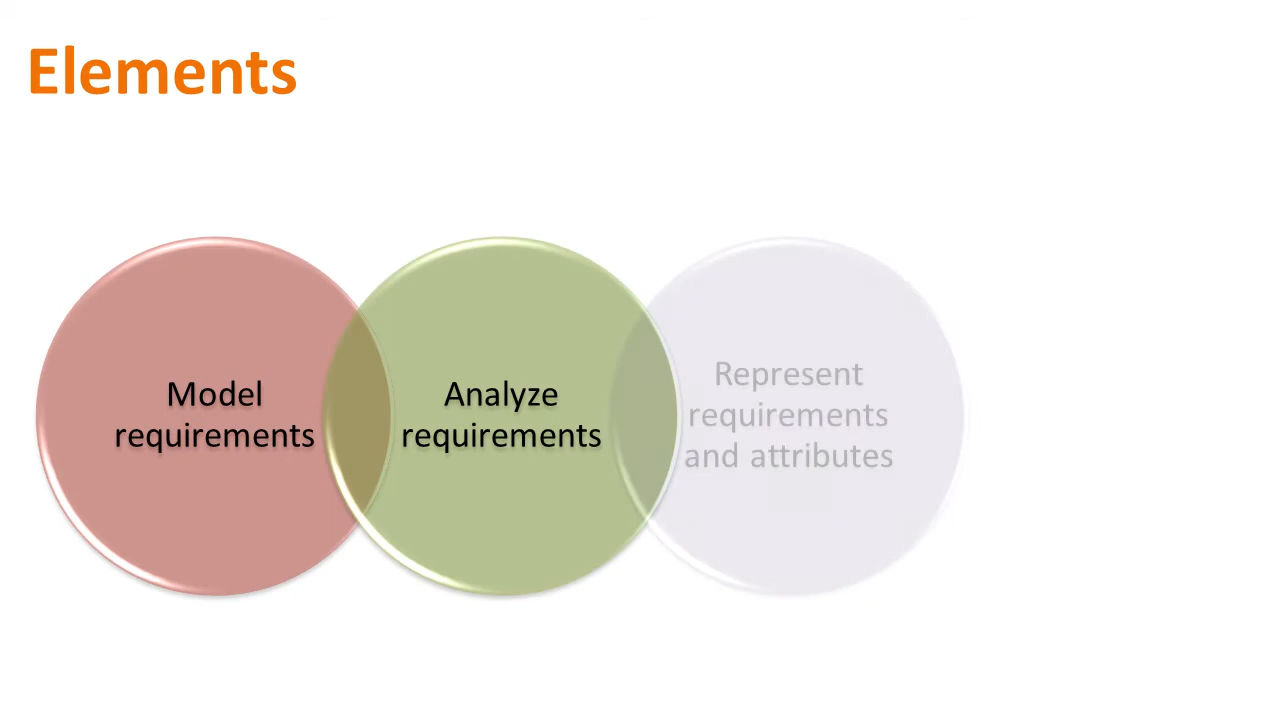 Elements
Model
requirements
Analyze
requirements
Represent
requirements
and attributes